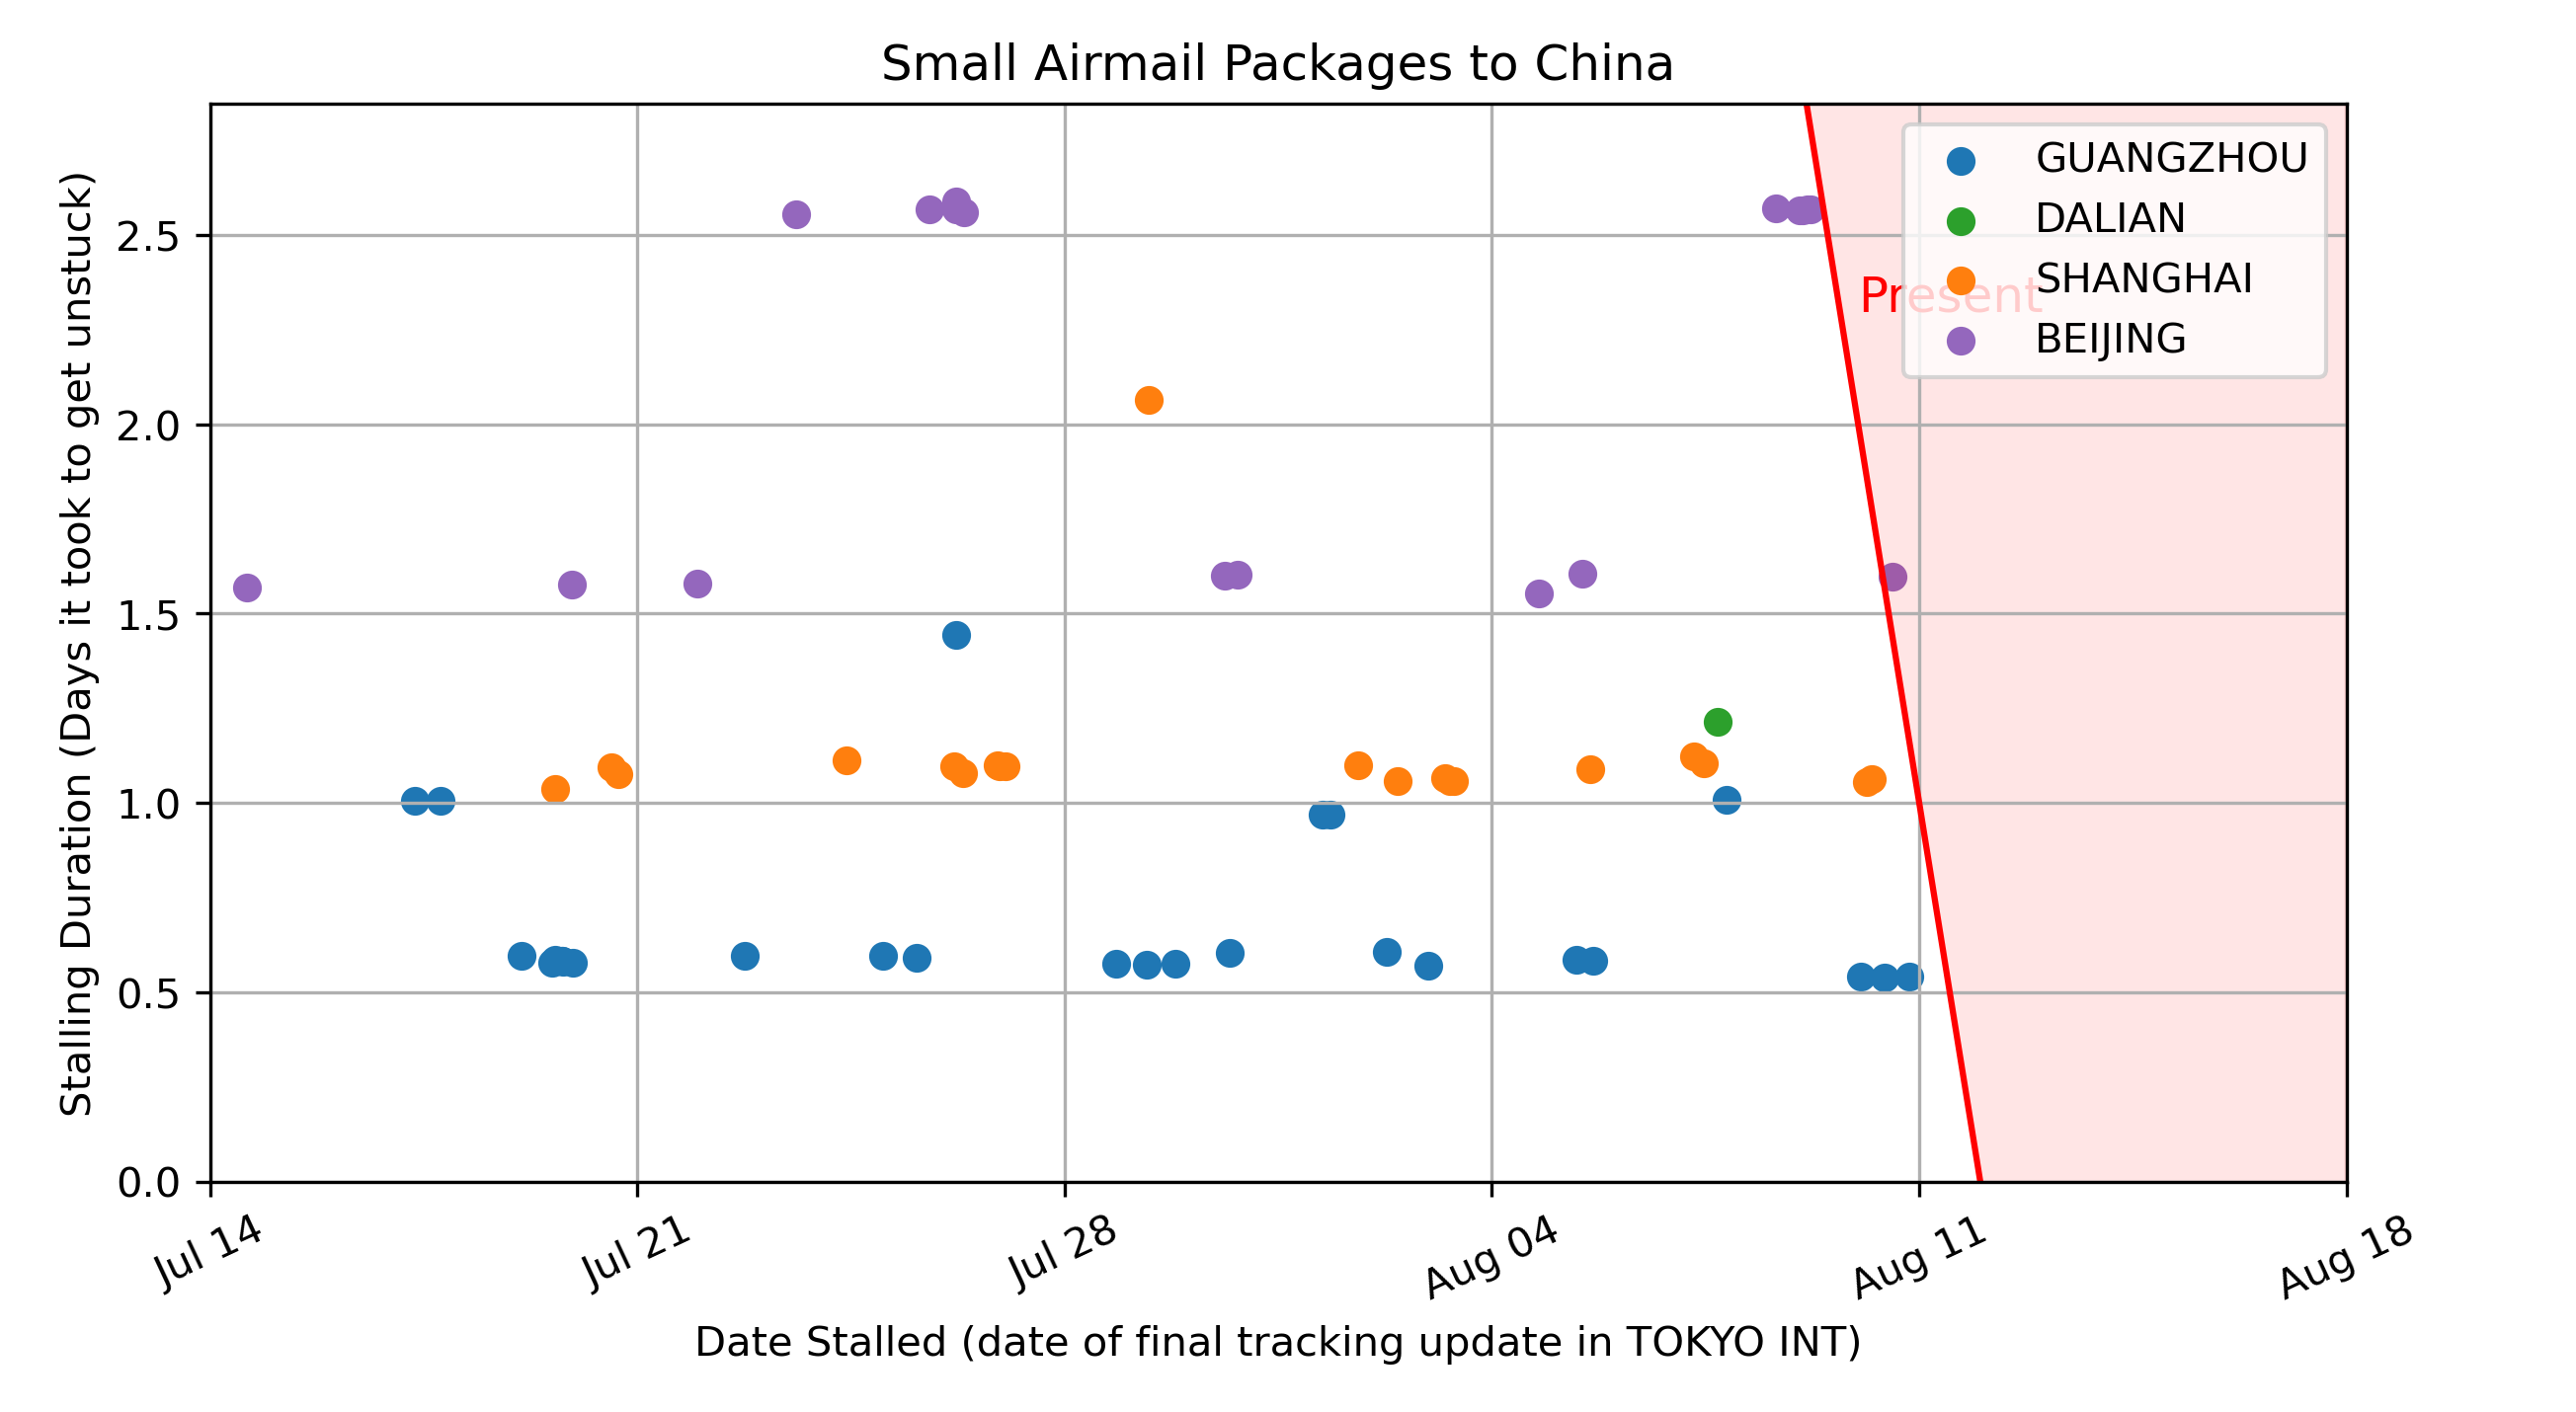 Small Airmail Packages to China
Stalling Duration (Days it took to get unstuck)
2.5
2.0
1.5
1.0
0.5
0.0
GUANGZHOU
DALIAN
SHANGHAI
BEIJING
Present
Jul 14
Jul 21
Jul 28
Aug 04
Aug 11
Aug 18
Date Stalled (date of final tracking update in TOKYO INT)